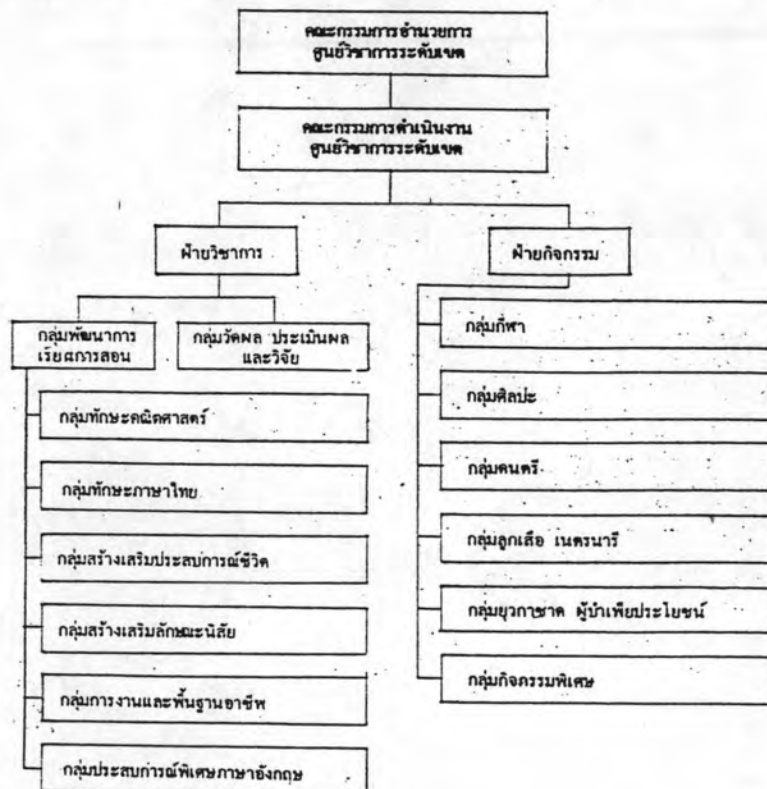 คณะกรรมการอำนวยการ
ศูนย์วิชาการระดับเขต
คณะกรรมการดำเนินงาน
ศูนย์วิชาการระดับเขต
ฝ่ายวิชาการ
ฝ่ายกิจกรรม
กลุ่มพัฒนาการ
เรียนการสอน
กลุ่มวัดผล ประเมินผล
และวิจัย
กลุ่มทักษะคณิตศาสตร์
กลุ่มทักษะภาษาไทย
กลุ่มสร้างเสริมประสบการณ์ชีวิต
กลุ่มสร้างเสริมลักษณะนิสัย
กลุ่มการงานและพื้นฐานอาชีพ
กลุ่มประสบการณ์พิเศษภาษาอังกฤษ
กลุ่มกีฬา
กลุ่มศิลปะ
กลุ่มดนตรี
กลุ่มลูกเสือ เนตรนารี
กลุ่มยุวกาชาด ผู้บำเพ็ญประโยชน์
กลุ่มกิจกรรมพิเศษ